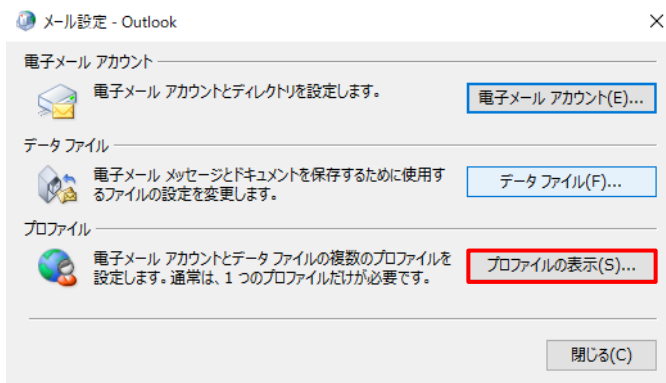 メール設定 - Outlook
電子メール アカウント
電子メール アカウントとディレクトリを設定します。
電子メール アカウント(E)...
データ ファイル
電子メール メッセージとドキュメントを保存するために使用す
るファイルの設定を変更します。
データ ファイル(F)...
プロファイル
電子メール アカウントとデータ ファイルの複数のプロファイルを
設定します。通常は、1 つのプロファイルだけが必要です。
プロファイルの表示(S)...
閉じる(C)